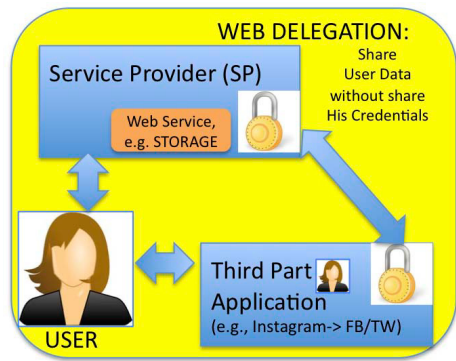 WEB DELEGATION:
Share
User Data
without share
His Credentials
Service Provider (SP)
Web Service,
e.g. STORAGE
Third Part
Application
(e.g., Instagram-> FB/TW)
USER